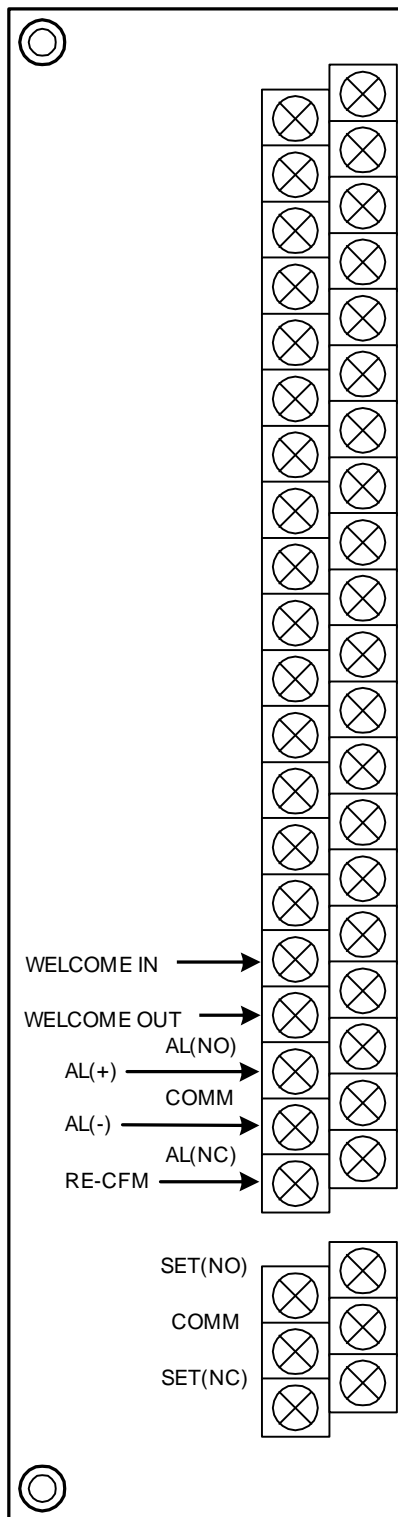 WELCOME IN
WELCOME OUT
AL(NO)
AL(+)
COMM
AL(-)
AL(NC)
RE-CFM
SET(NO)
COMM
SET(NC)